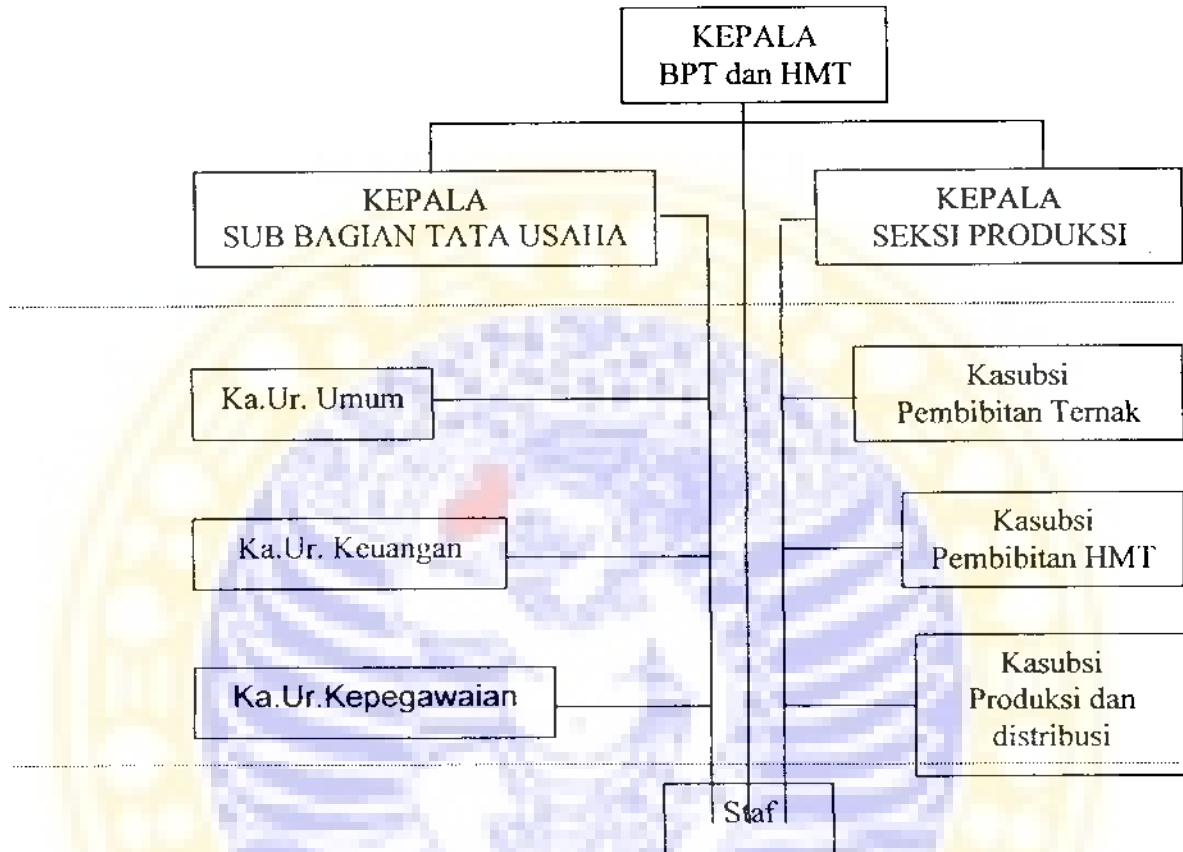 KEPALA
BPT dan HMT
KEPALA
SUB BAGIAN TATA USAHA
KEPALA
SEKSI PRODUKSI
Ka.Ur. Umum
Kasubsi
Pembibitan Ternak
Ka.Ur. Keuangan
Kasubsi
Pembibitan HMT
Ka.Ur.Kepegawaian
Kasubsi
Produksi dan
distribusi
Staf